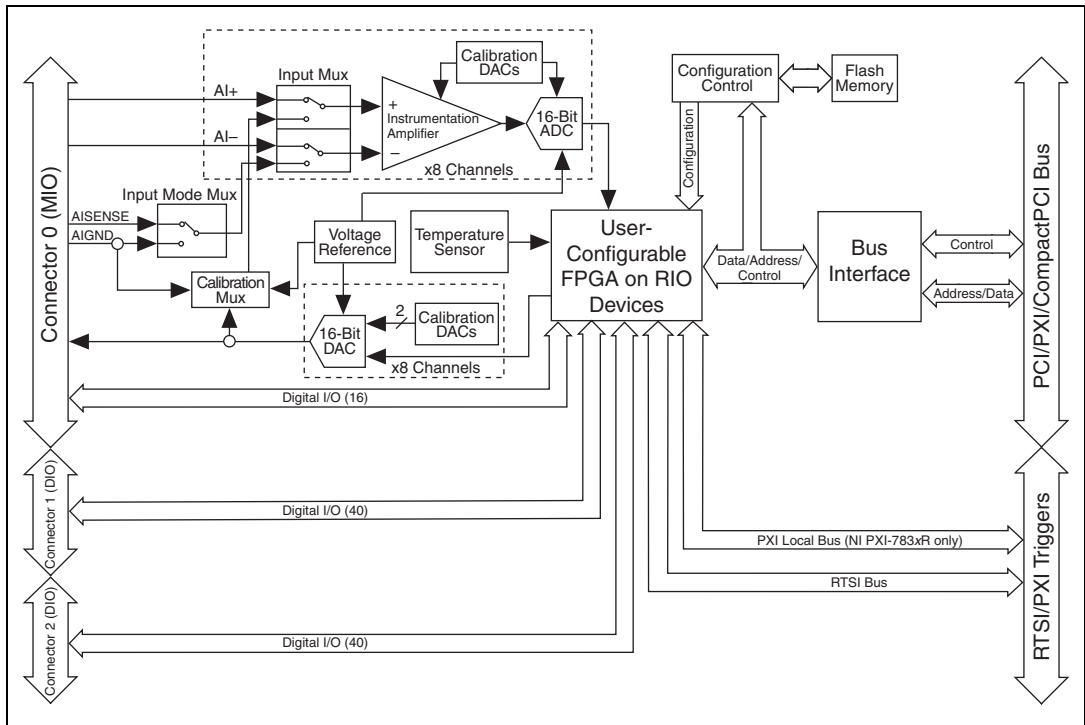 Connector 0 (MIO)
AI+
AI–
Input Mux
+
Instrumentation
Amplifier
–
Calibration
DACs
16-Bit
ADC
x8 Channels
Configuration
Control
Flash
Memory
Configuration
Input Mode Mux
AISENSE
AIGND
Voltage
Reference
Temperature
Sensor
User-
Configurable
FPGA on RIO
Devices
Data/Address/
Control
Bus
Interface
Control
Address/Data
PCI/PXI/CompactPCI Bus
Calibration
Mux
16-Bit
DAC
2
Calibration
DACs
x8 Channels
Digital I/O (16)
Connector 1 (DIO)
Digital I/O (40)
PXI Local Bus (NI PXI-783xR only)
RTSI Bus
RTSI/PXI Triggers
Connector 2 (DIO)
Digital I/O (40)